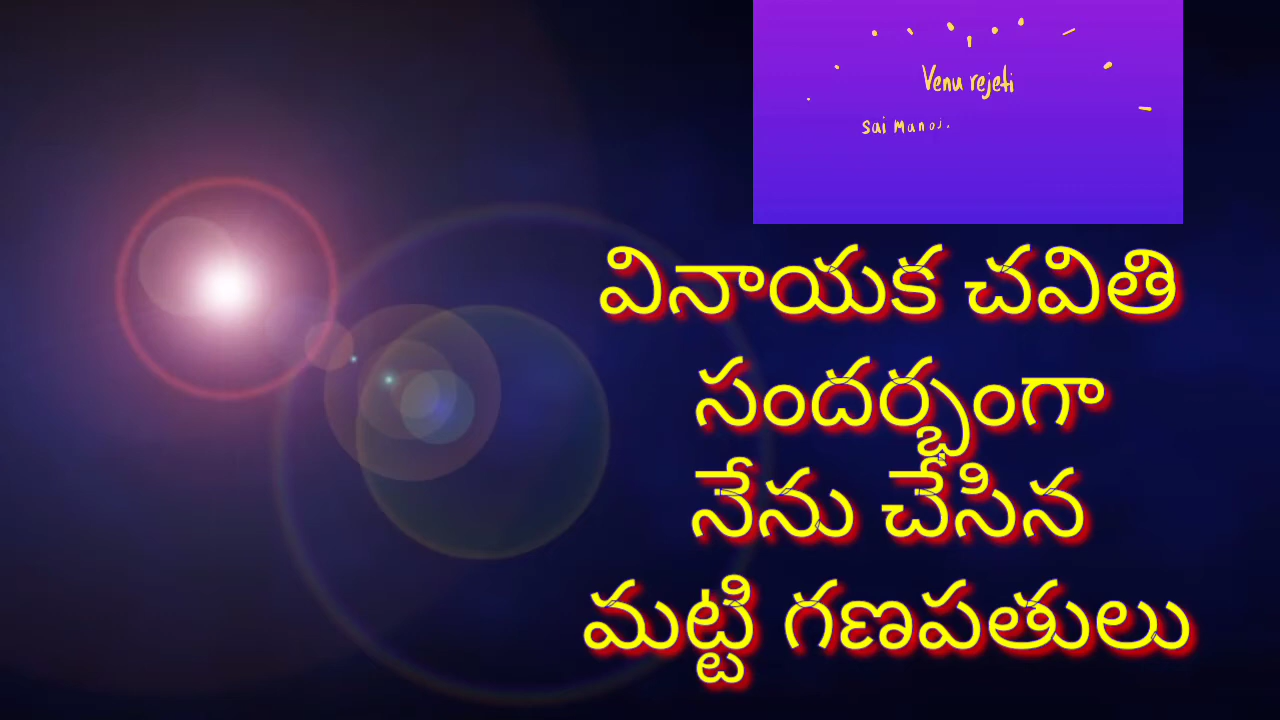 Venu rejeti
sai Manoj.
వినాయక చవితి
సందర్భంగా
నేను చేసిన
మట్టి గణపతులు